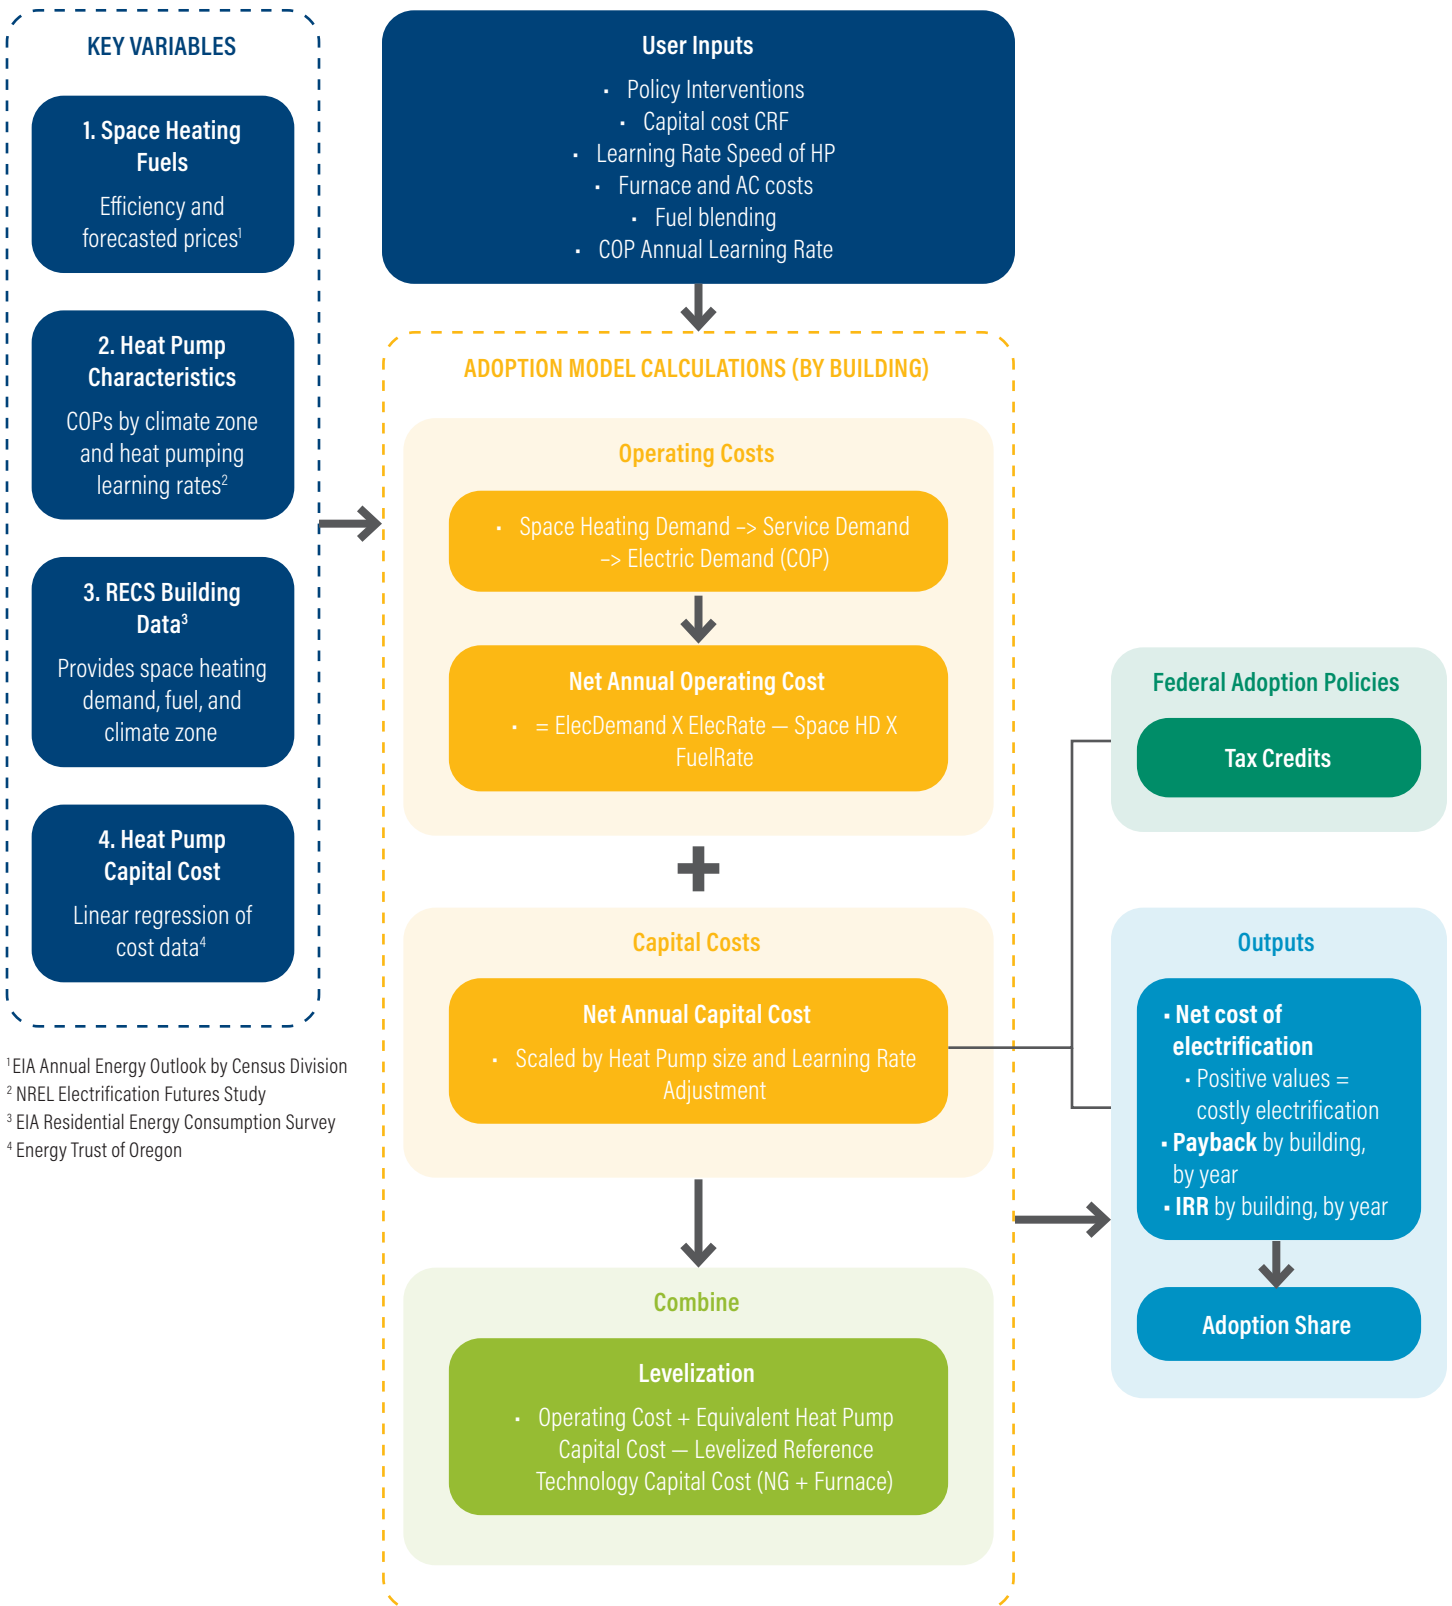 KEY VARIABLES
1. Space Heating
Fuels
Efficiency and
forecasted prices¹
2. Heat Pump
Characteristics
COPs by climate zone
and heat pumping
learning rates²
3. RECS Building
Data³
Provides space heating
demand, fuel, and
climate zone
4. Heat Pump
Capital Cost
Linear regression of
cost data⁴
¹ EIA Annual Energy Outlook by Census Division
² NREL Electrification Futures Study
³ EIA Residential Energy Consumption Survey
⁴ Energy Trust of Oregon
User Inputs
· Policy Interventions
· Capital cost CRF
· Learning Rate Speed of HP
· Furnace and AC costs
· Fuel blending
· COP Annual Learning Rate
ADOPTION MODEL CALCULATIONS (BY BUILDING)
Operating Costs
· Space Heating Demand –> Service Demand
–> Electric Demand (COP)
Net Annual Operating Cost
· = ElecDemand X ElecRate — Space HD X
FuelRate
Capital Costs
Net Annual Capital Cost
· Scaled by Heat Pump size and Learning Rate
Adjustment
Combine
Levelization
· Operating Cost + Equivalent Heat Pump
Capital Cost — Levelized Reference
Technology Capital Cost (NG + Furnace)
Federal Adoption Policies
Tax Credits
Outputs
· Net cost of
electrification
· Positive values =
costly electrification
· Payback by building,
by year
· IRR by building, by year
Adoption Share